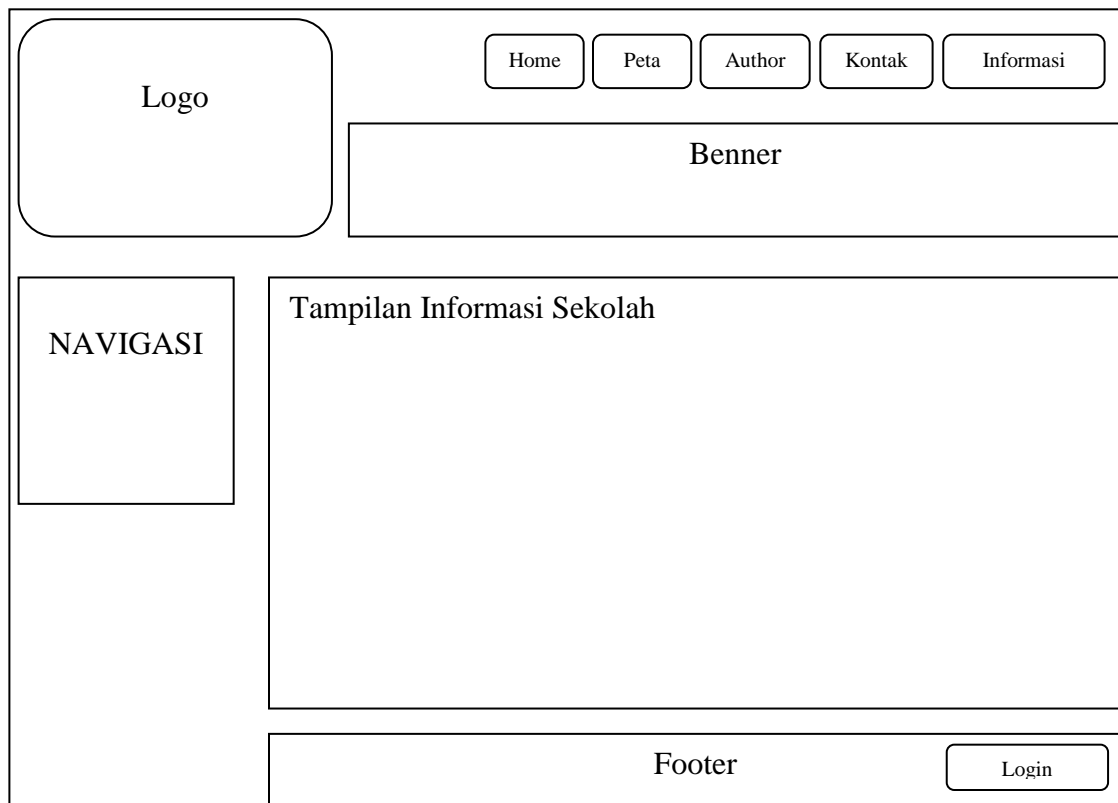 Logo
Home
Peta
Author
Kontak
Informasi
Benner
NAVIGASI
Tampilan Informasi Sekolah
Footer
Login